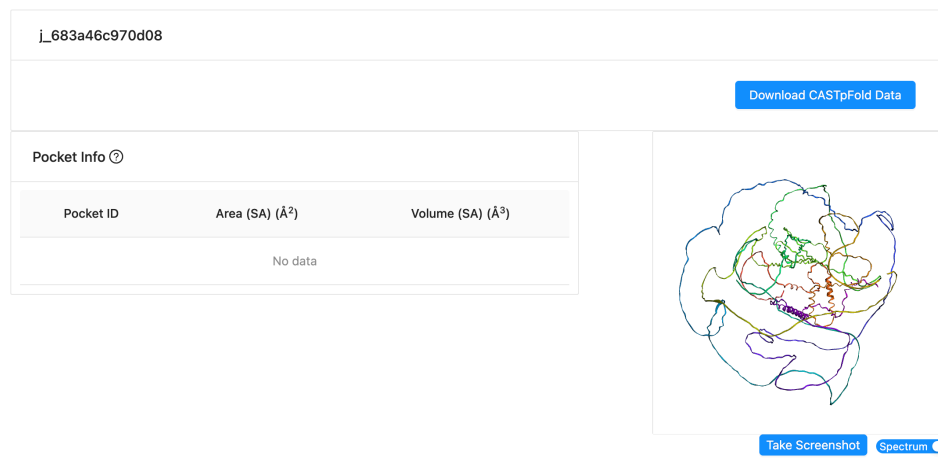 j_683a46c970d08
Download CASTpFold Data
Pocket Info ?
Pocket ID Area (SA) (Å²) Volume (SA) (Å³)
No data
Take Screenshot Spectrum